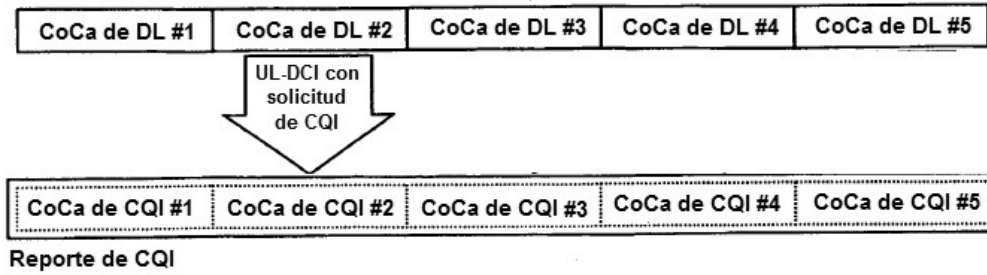 CoCa de DL #1 CoCa de DL #2 CoCa de DL #3 CoCa de DL #4 CoCa de DL #5
UL-DCI con
solicitud
de CQI
CoCa de CQI #1 CoCa de CQI #2 CoCa de CQI #3 CoCa de CQI #4 CoCa de CQI #5
Reporte de CQI